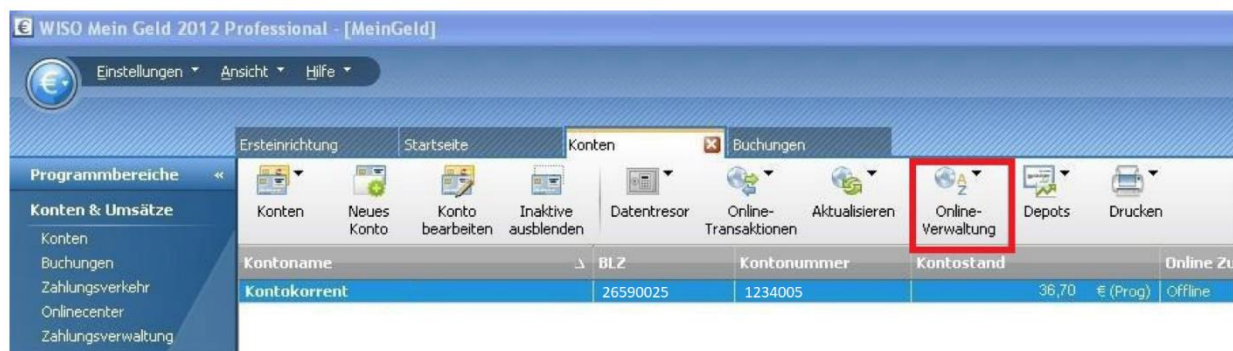 WISO Mein Geld 2012 Professional - [MeinGeld]
Einstellungen Ansicht Hilfe
Ersteinrichtung Startseite Konten Buchungen
Programmbereiche «
Konten Neues Konto Konto bearbeiten Inaktive ausblenden Datentresor Online-Transaktionen Aktualisieren Online-Verwaltung Depots Drucken
Konten & Umsätze
Konten
Buchungen
Zahlungsverkehr
Onlinecenter
Zahlungsverwaltung
Kontoname BLZ Kontonummer Kontostand Online Zu
Kontokorrent 26590025 1234005 36,70 € (Prog) Offline